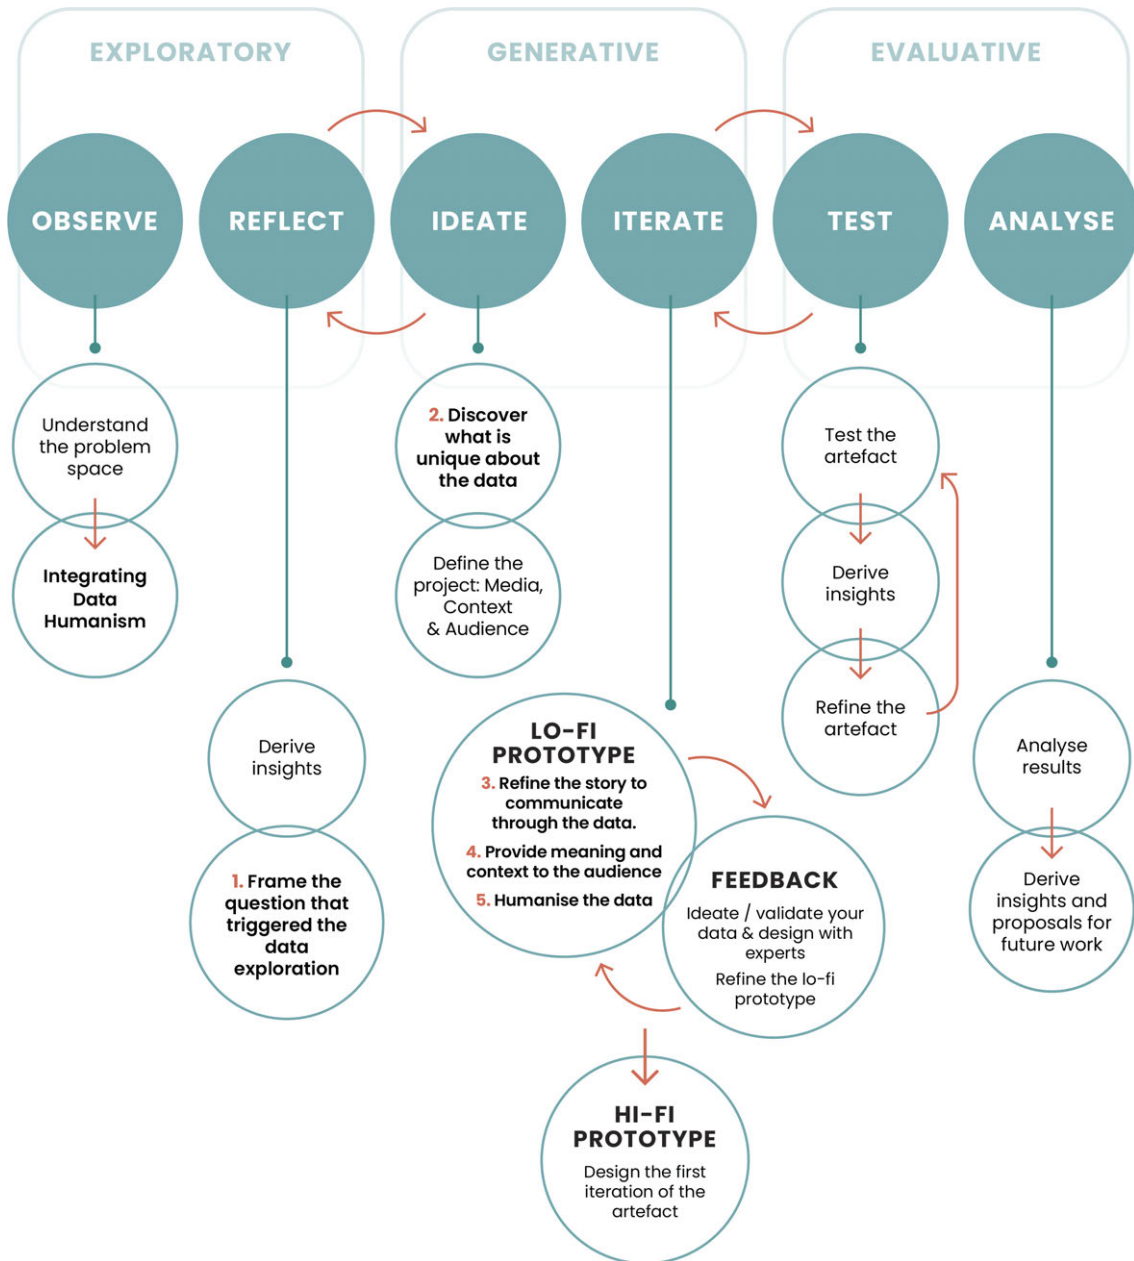 EXPLORATORY
GENERATIVE
EVALUATIVE
OBSERVE
REFLECT
IDEATE
ITERATE
TEST
ANALYSE
Understand
the problem
space
Integrating
Data
Humanism
Derive
insights
1. Frame the
question that
triggered the
data
exploration
2. Discover
what is
unique about
the data
Define the
project: Media,
Context
& Audience
LO-FI
PROTOTYPE
3. Refine the story to
communicate
through the data.
4. Provide meaning and
context to the audience
5. Humanise the data
FEEDBACK
Ideate / validate your
data & design with
experts
Refine the lo-fi
prototype
HI-FI
PROTOTYPE
Design the first
iteration of the
artefact
Test the
artefact
Derive
insights
Refine the
artefact
Analyse
results
Derive
insights and
proposals for
future work